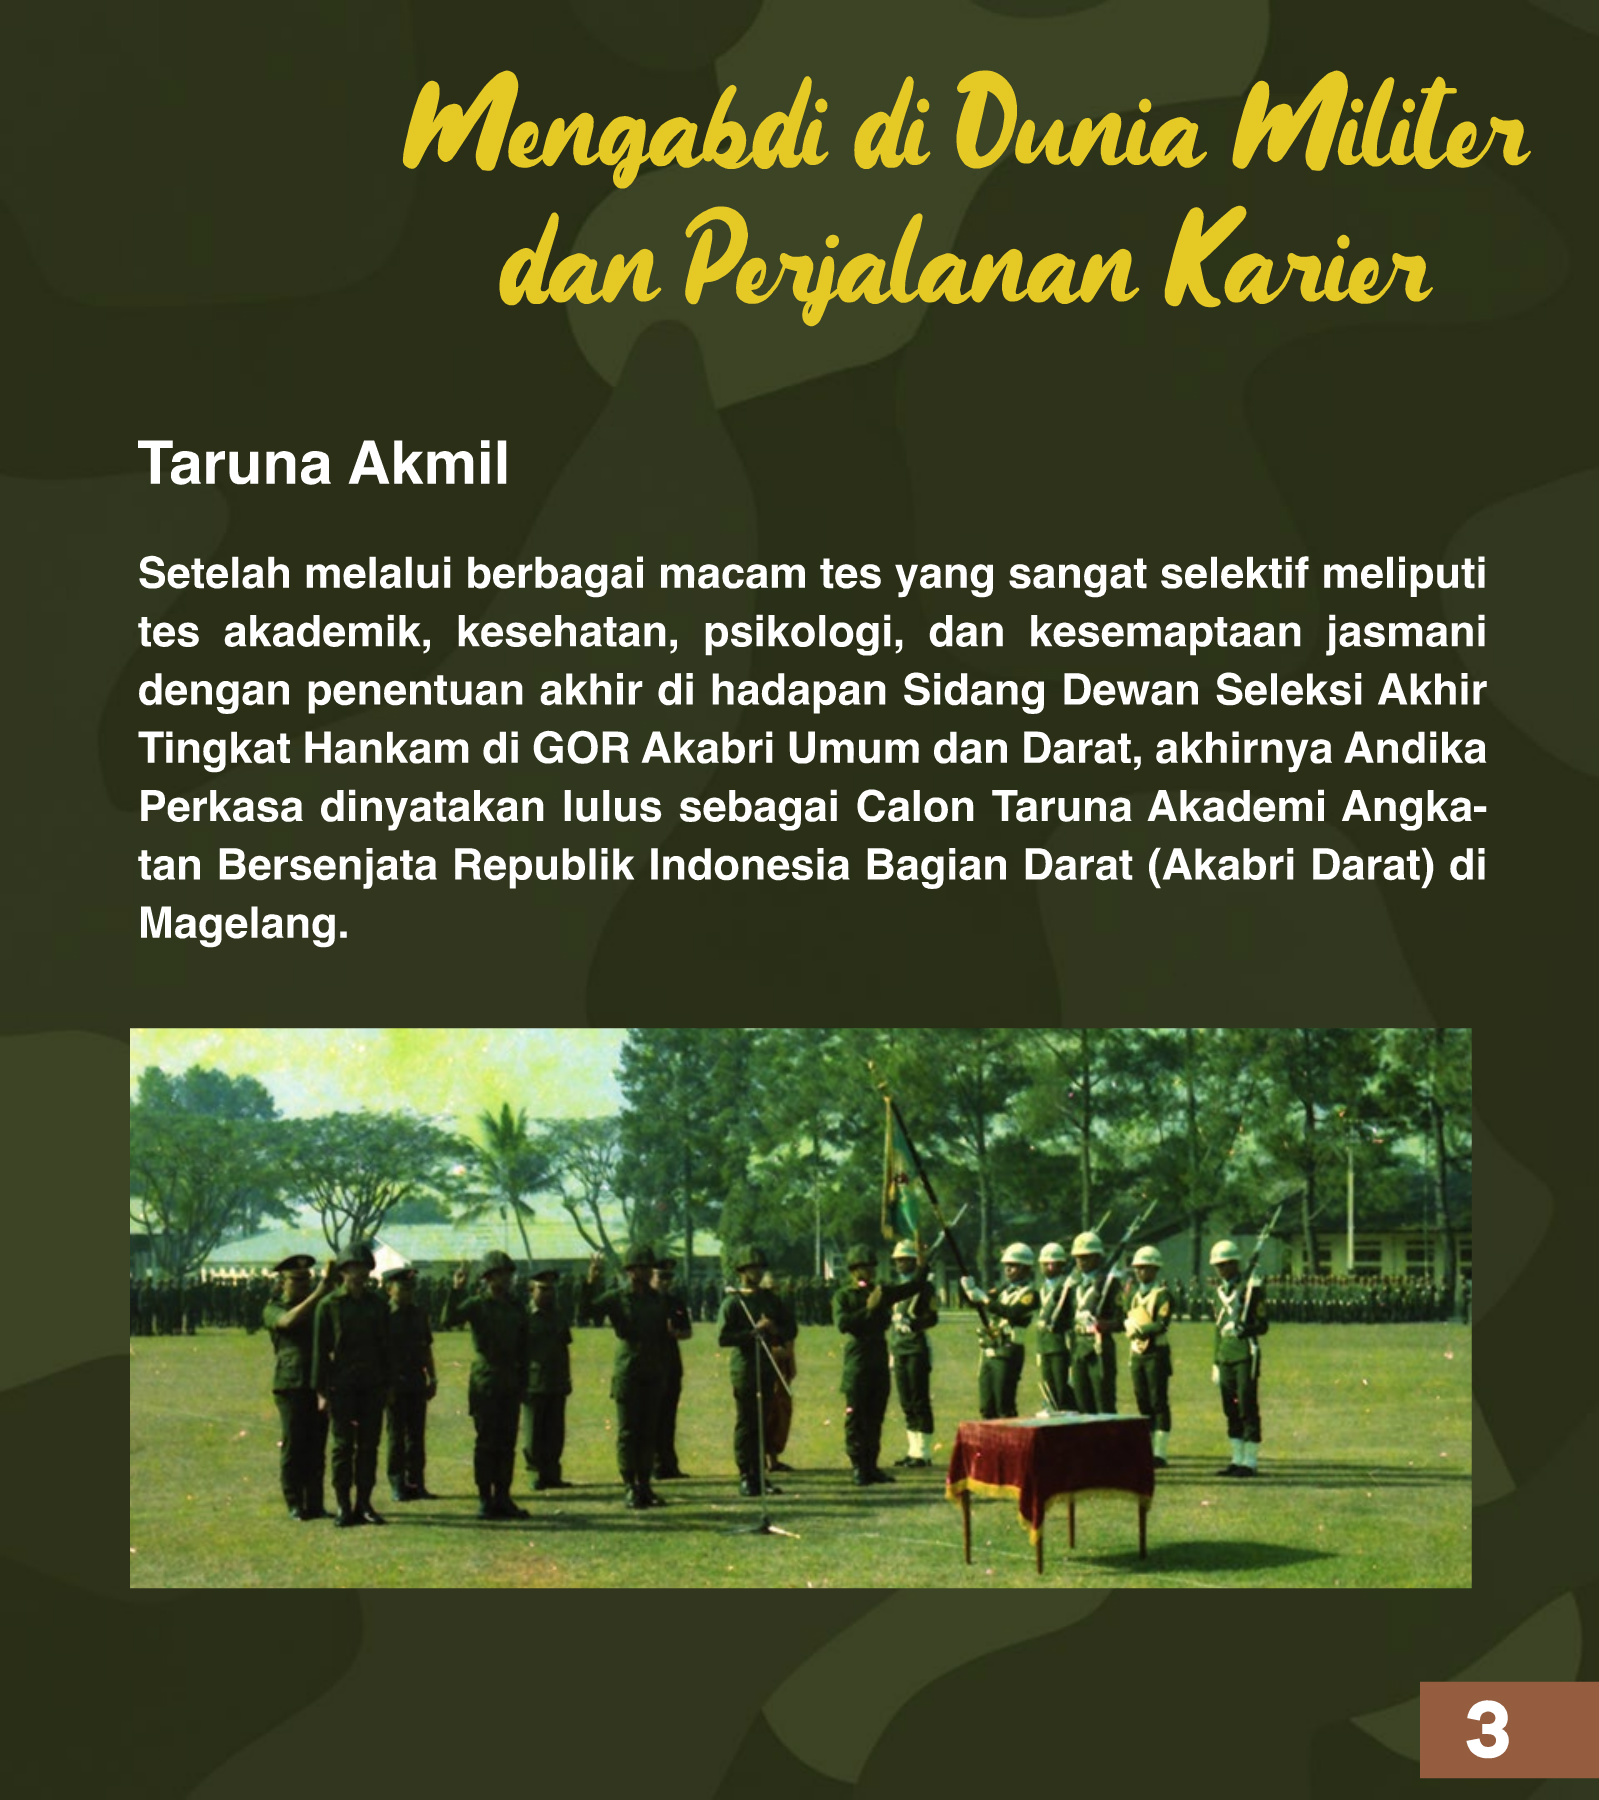 Mengabdi di Dunia Militer
dan Perjalanan Karier
Taruna Akmil
Setelah melalui berbagai macam tes yang sangat selektif meliputi
tes akademik, kesehatan, psikologi, dan kesemaptaan jasmani
dengan penentuan akhir di hadapan Sidang Dewan Seleksi Akhir
Tingkat Hankam di GOR Akabri Umum dan Darat, akhirnya Andika
Perkasa dinyatakan lulus sebagai Calon Taruna Akademi Angka-
tan Bersenjata Republik Indonesia Bagian Darat (Akabri Darat) di
Magelang.
3